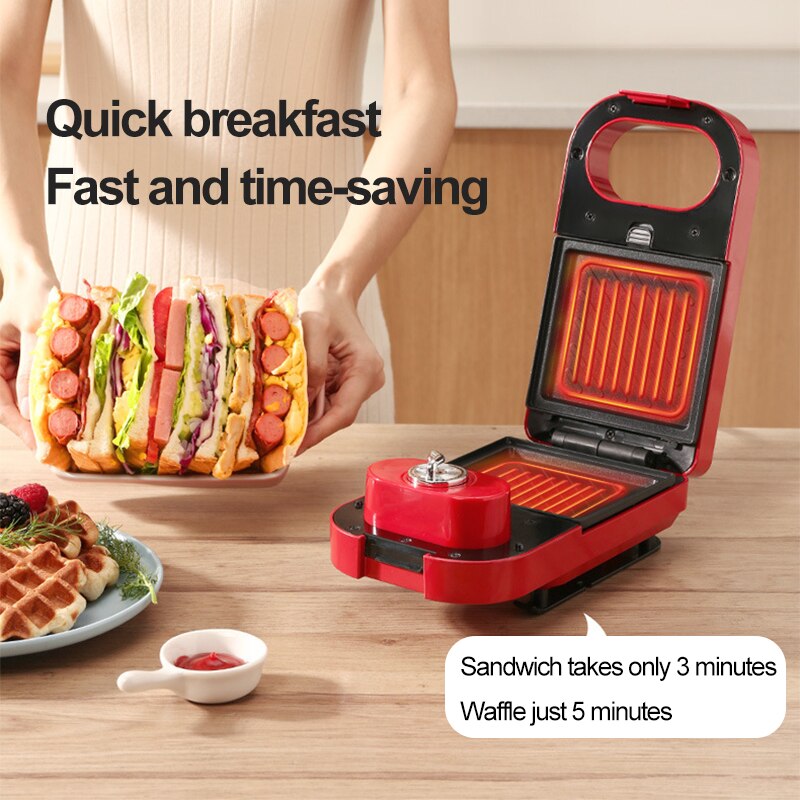 Quick breakfast
Fast and time-saving
Sandwich takes only 3 minutes
Waffle just 5 minutes